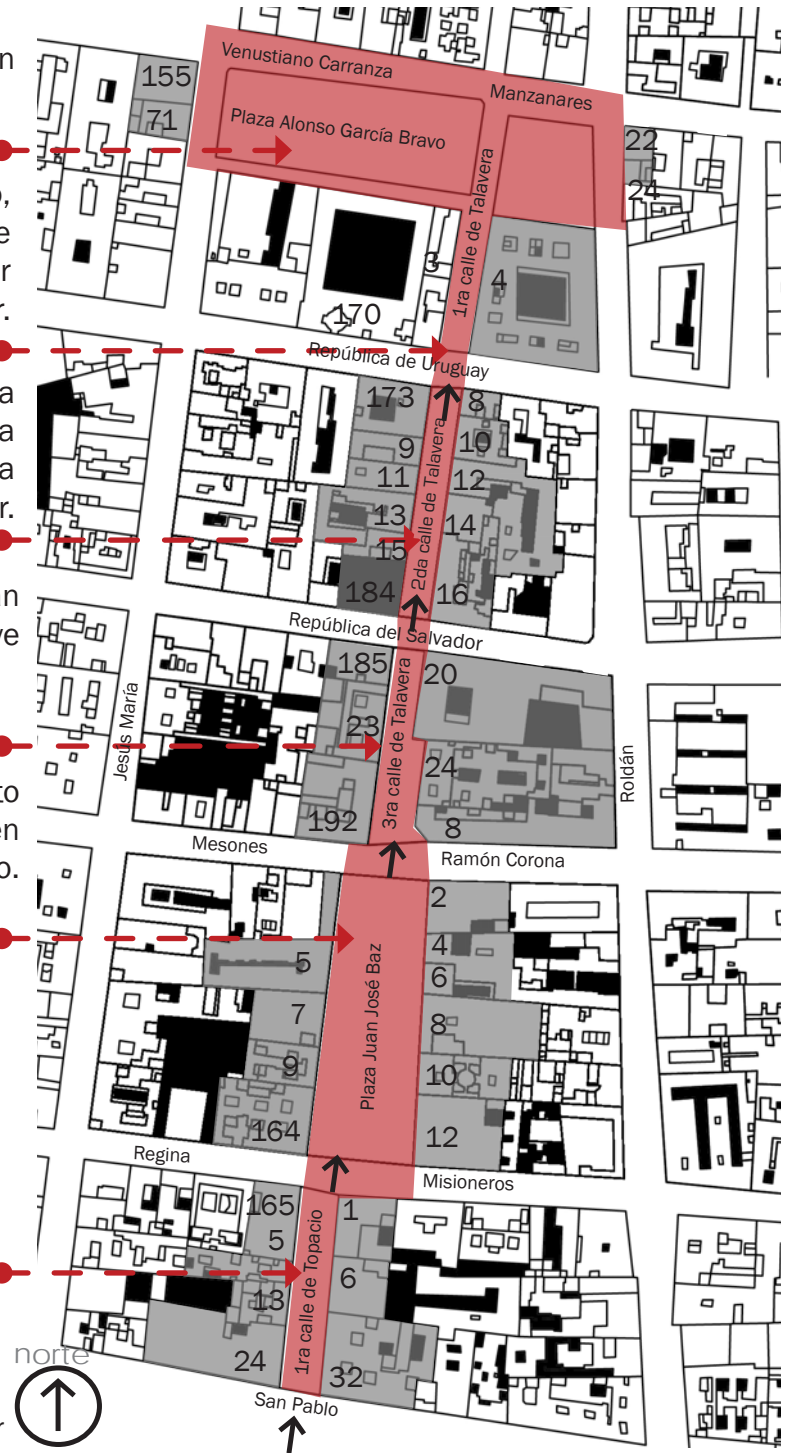 n
Venustiano Carranza
155
Manzanares
71
Plaza Alonso García Bravo
22
24
o,
e
r
r.
1ra calle de Talavera
3
4
170
República de Uruguay
a
a
a
r.
173
8
9
10
11
12
13
14
15
2da calle de Talavera
184
16
República del Salvador
n
ve
185
20
Jesús María
23
3ra calle de Talavera
24
Roldán
to
en
o.
192
8
Mesones
Ramón Corona
2
4
5
6
7
8
Plaza Juan José Baz
9
10
164
12
Regina
Misioneros
165
1
5
6
13
1ra calle de Topacio
24
32
norte
San Pablo
r